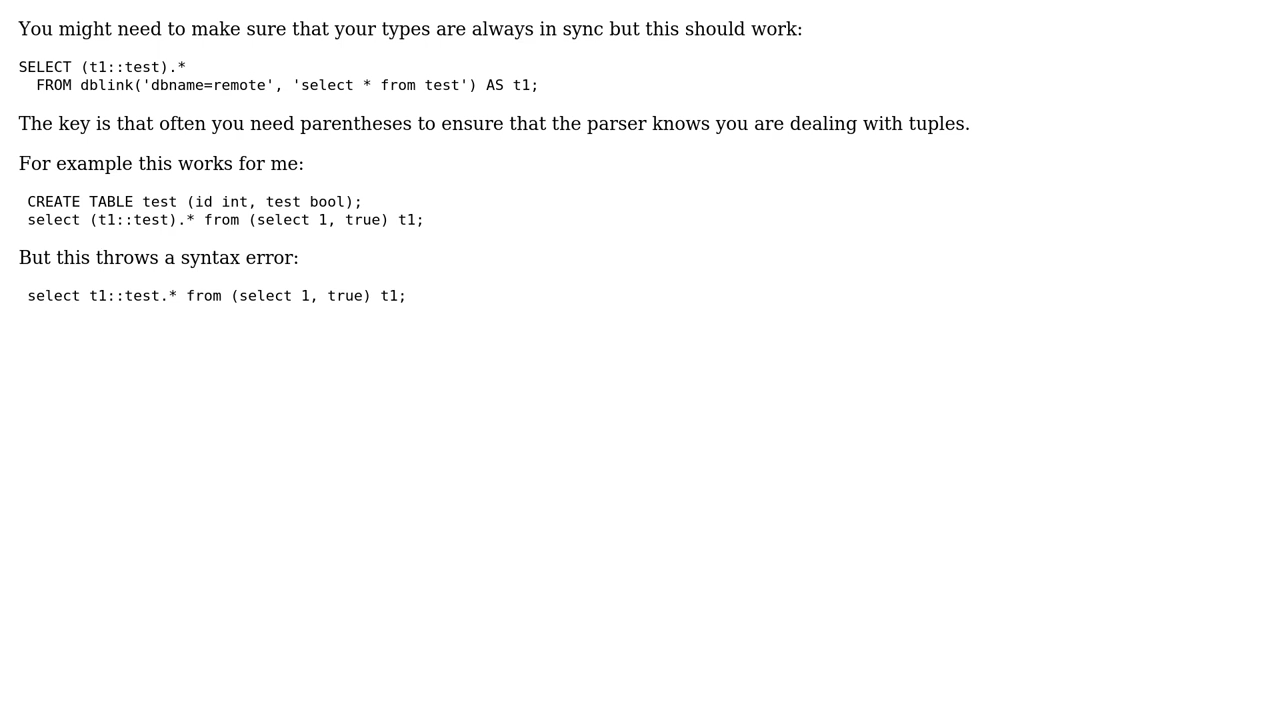 You might need to make sure that your types are always in sync but this should work:
SELECT (t1::test).*
  FROM dblink('dbname=remote', 'select * from test') AS t1;
The key is that often you need parentheses to ensure that the parser knows you are dealing with tuples.
For example this works for me:
 CREATE TABLE test (id int, test bool);
 select (t1::test).* from (select 1, true) t1;
But this throws a syntax error:
 select t1::test.* from (select 1, true) t1;